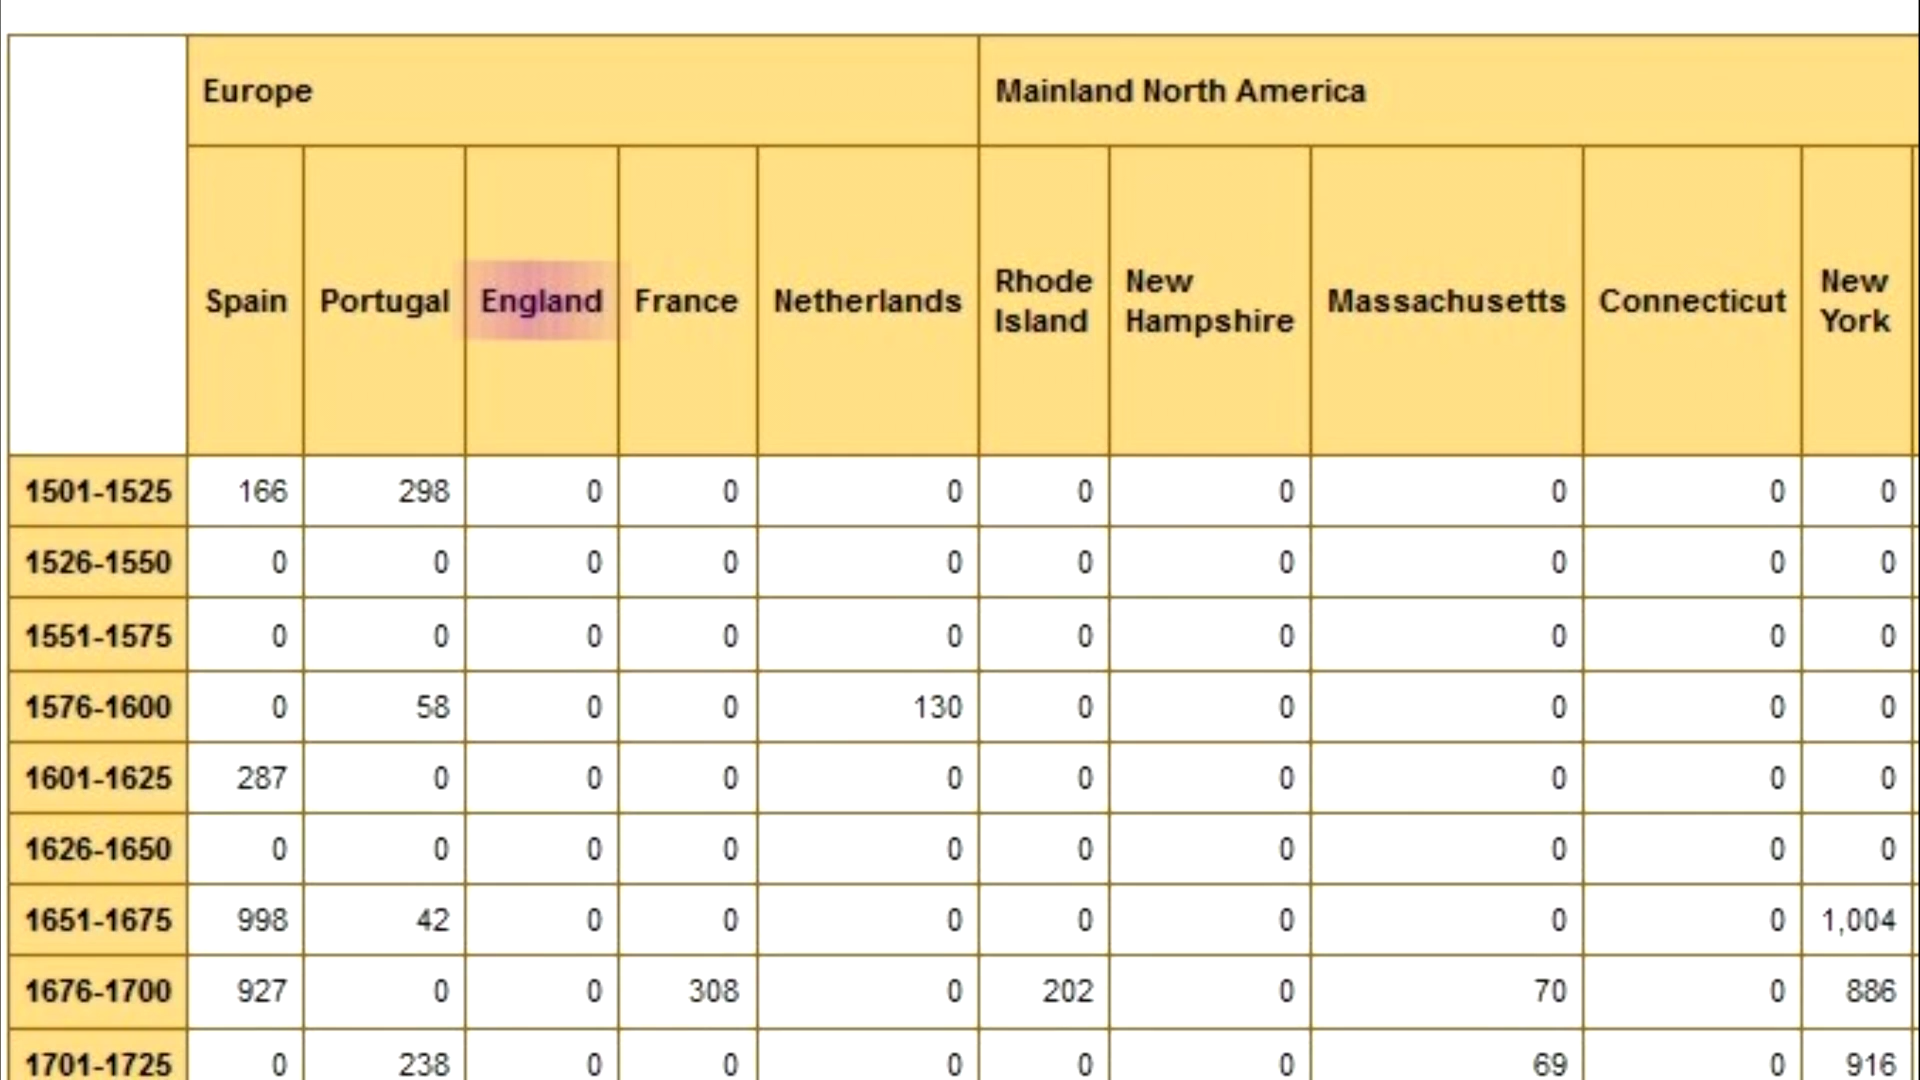 Europe Mainland North America
Spain Portugal England France Netherlands Rhode Island New Hampshire Massachusetts Connecticut New York
1501-1525 166 298 0 0 0 0 0 0 0 0
1526-1550 0 0 0 0 0 0 0 0 0 0
1551-1575 0 0 0 0 0 0 0 0 0 0
1576-1600 0 58 0 0 130 0 0 0 0 0
1601-1625 287 0 0 0 0 0 0 0 0 0
1626-1650 0 0 0 0 0 0 0 0 0 0
1651-1675 998 42 0 0 0 0 0 0 0 1,004
1676-1700 927 0 0 308 0 202 0 70 0 886
1701-1725 0 238 0 0 0 0 0 69 0 916